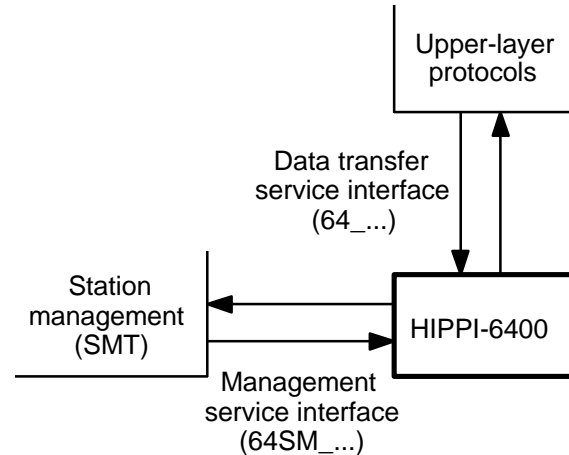 Upper-layer
protocols
Data transfer
service interface
(64_...)
Station
management
(SMT)
HIPPI-6400
Management
service interface
(64SM_...)